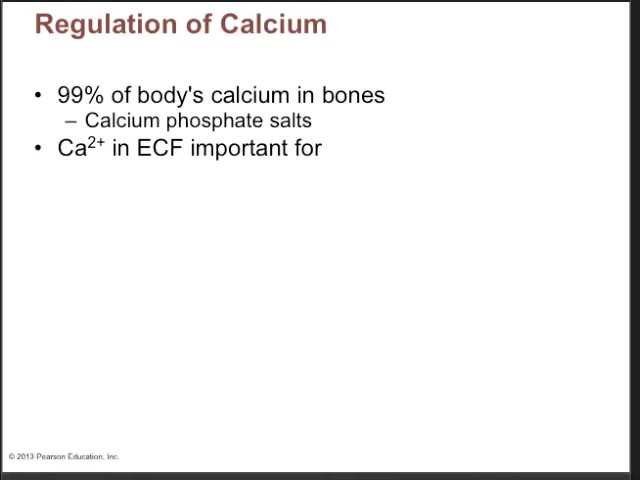 Regulation of Calcium
• 99% of body's calcium in bones
– Calcium phosphate salts
• Ca²⁺ in ECF important for
© 2013 Pearson Education, Inc.